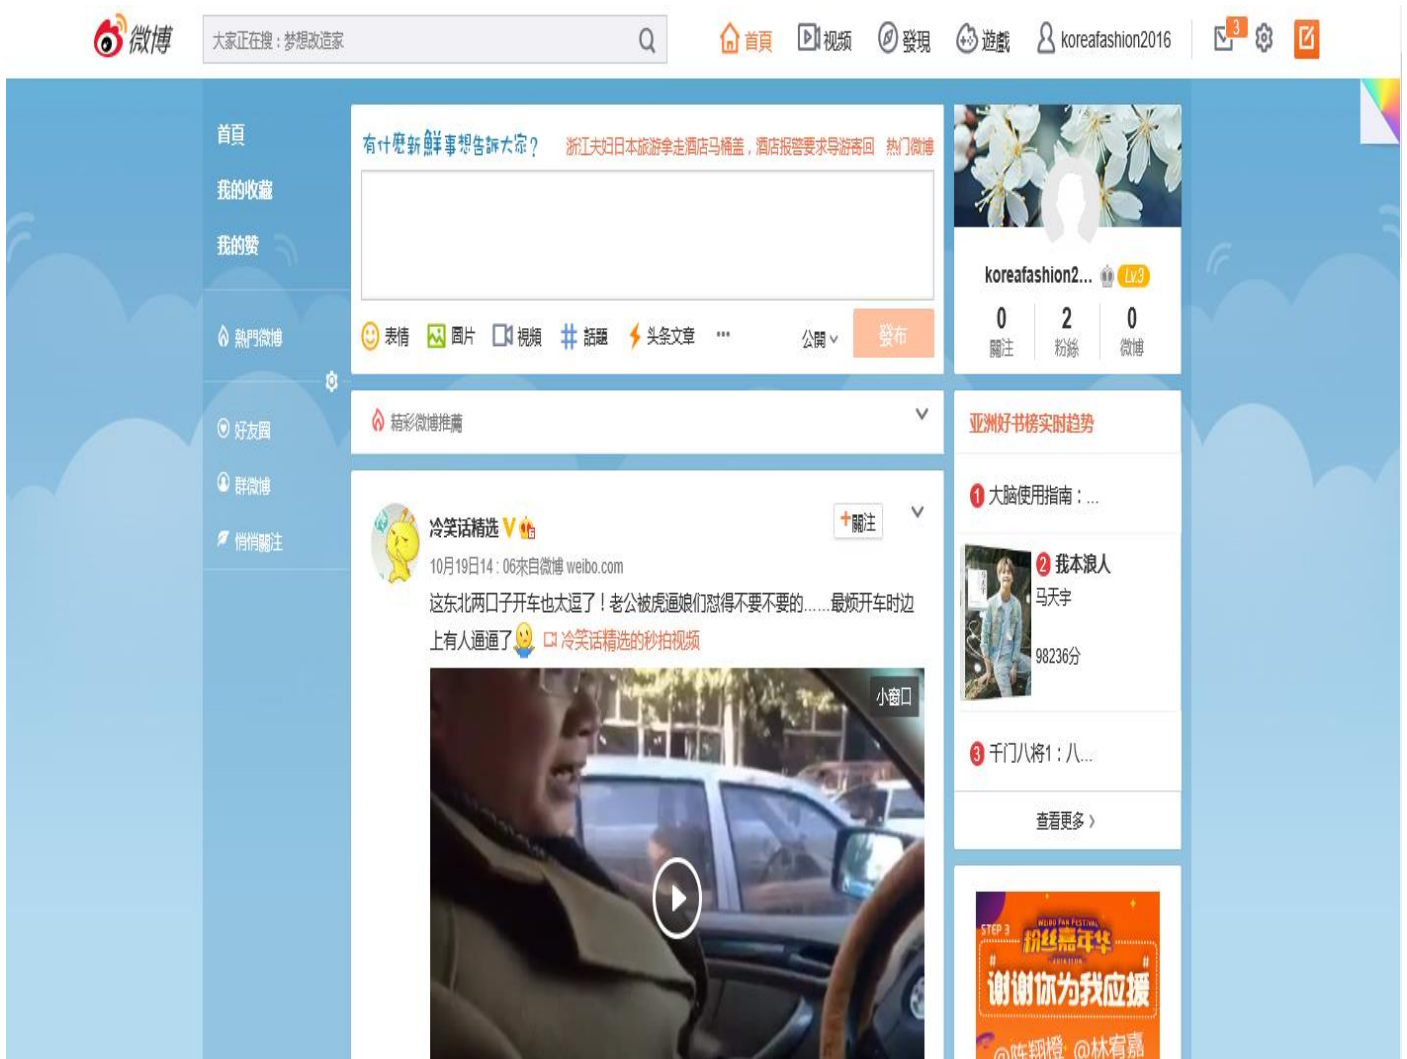 微博
大家正在搜：梦想改造家
首頁
视频
發現
遊戲
koreafashion2016
3
首頁
我的收藏
我的赞
熱門微博
好友圈
群微博
悄悄關注
有什麼新鮮事想告訴大家？
浙江夫妇日本旅游拿走酒店马桶盖，酒店报警要求导游寄回 热门微博
表情
圖片
視頻
話題
头条文章
公開
發布
精彩微博推薦
冷笑话精选
+關注
10月19日14：06來自微博 weibo.com
这东北两口子开车也太逗了！老公被虎逼娘们怼得不要不要的……最烦开车时边
上有人逼逼了 冷笑话精选的秒拍视频
小窗口
koreafashion2... Lv.3
0 2 0
關注 粉絲 微博
亚洲好书榜实时趋势
1 大脑使用指南：...
2 我本浪人
马天宇
98236分
3 千门八将1：八...
查看更多 〉
STEP 3
WEIBO FAN FESTIVAL
粉丝嘉年华
# #
谢谢你为我应援
@陈翔橙 @林宥嘉